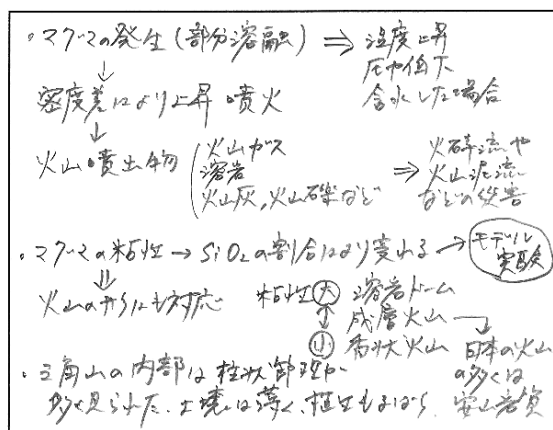 ・マグマの発生(部分溶融) ⇒ 温度上昇
圧力低下
含水した場合
↓
密度差により上昇 噴火
↓
火山噴出物 火山ガス
溶岩
火山灰,火山礫など
⇒ 火砕流や
火山泥流
などの災害
・マグマの粘性→SiO₂の割合により変わる → モデル
実験
⇓
火山の形にも対応
粘性 大 溶岩ドーム
↕ 成層火山
小 盾状火山
日本の火山
の多くは
安山岩質
・三角山の内部は柱状節理が
多く見られた.土壌は薄く、植生もまばら.